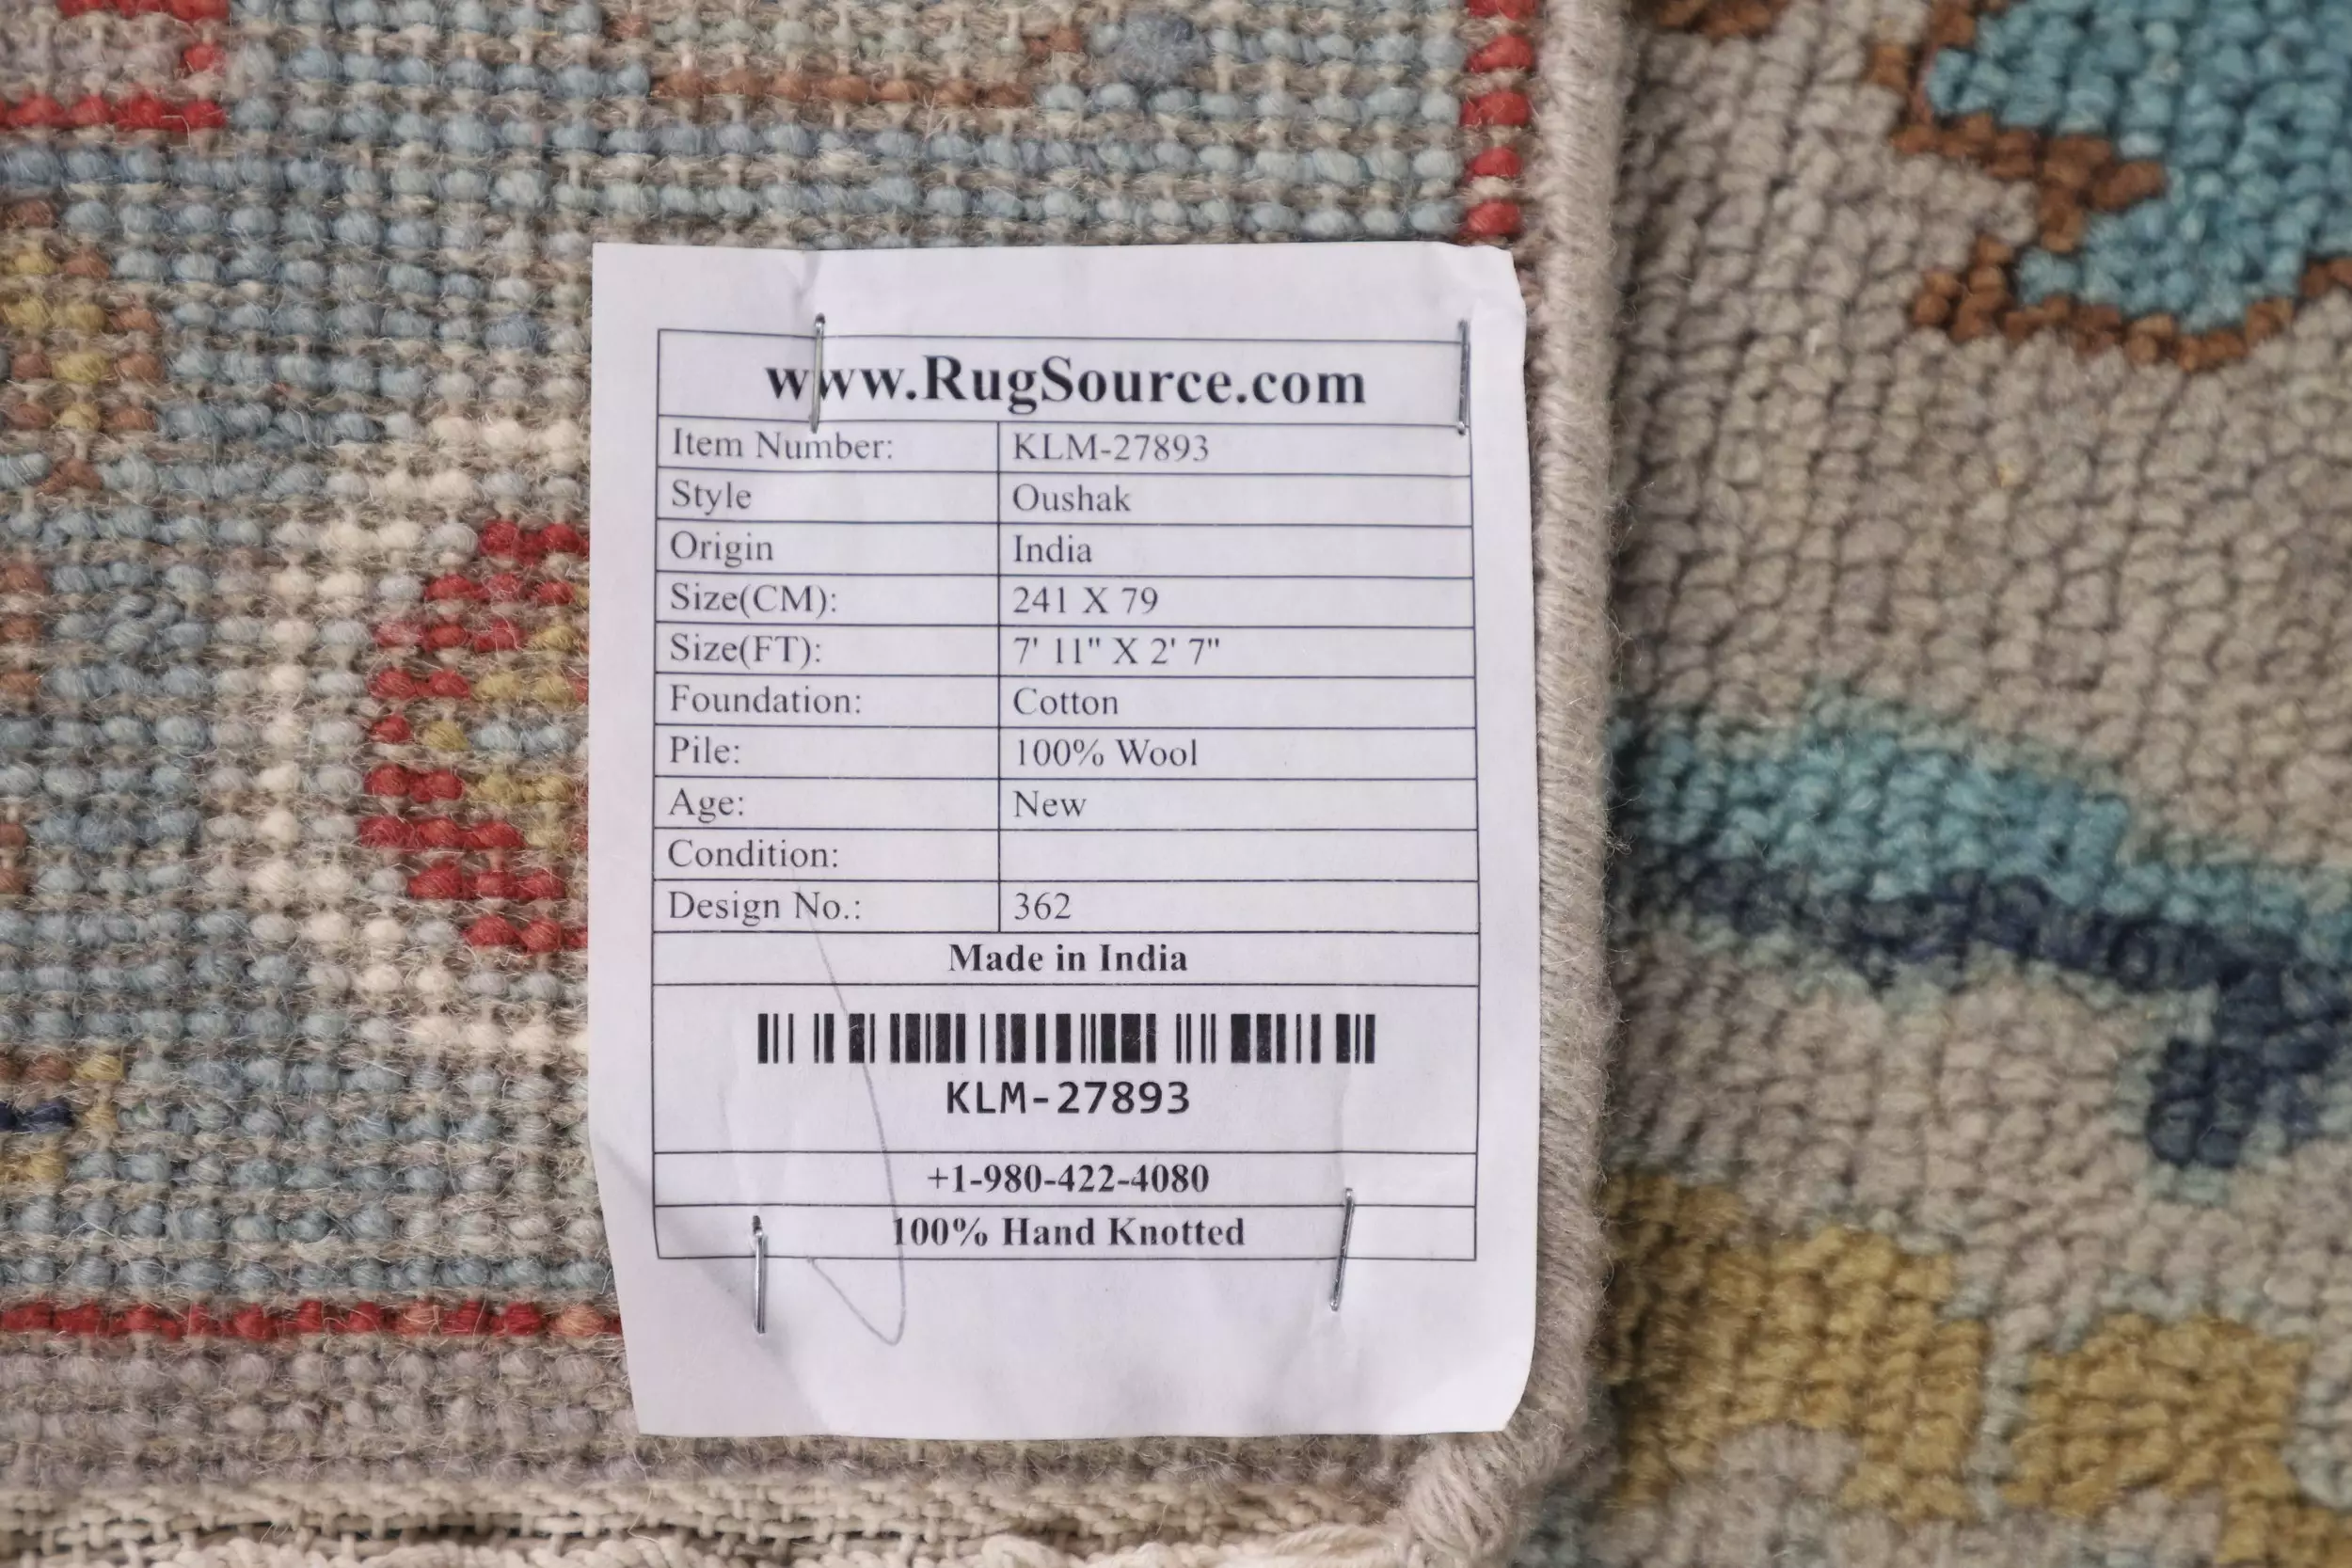 www.RugSource.com
Item Number: KLM-27893
Style Oushak
Origin India
Size(CM): 241 X 79
Size(FT): 7' 11" X 2' 7"
Foundation: Cotton
Pile: 100% Wool
Age: New
Condition:
Design No.: 362
Made in India
KLM-27893
+1-980-422-4080
100% Hand Knotted